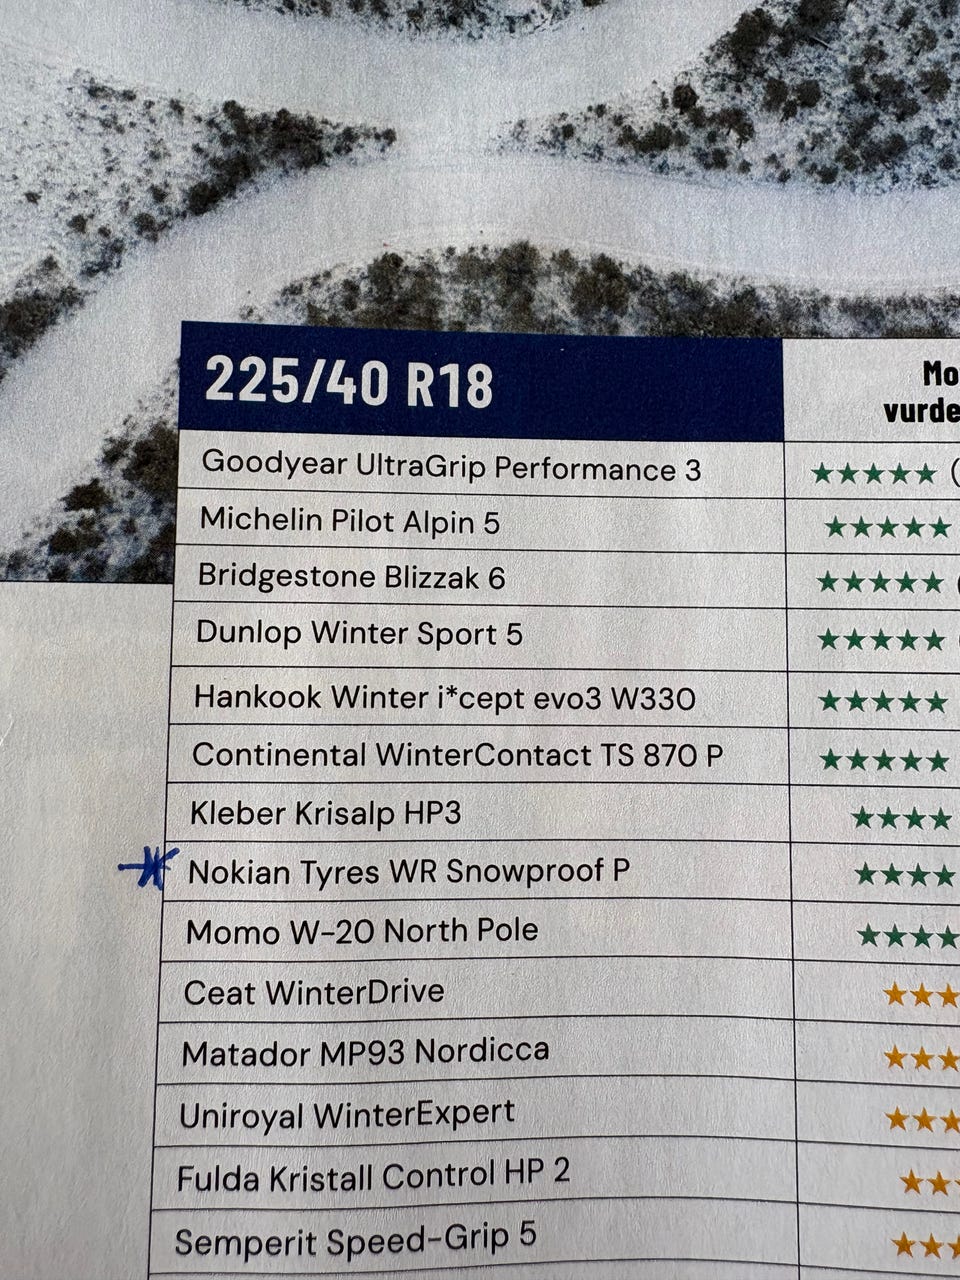 225/40 R18
Mo
vurde
Goodyear UltraGrip Performance 3 ★★★★★ (
Michelin Pilot Alpin 5 ★★★★★
Bridgestone Blizzak 6 ★★★★★ (
Dunlop Winter Sport 5 ★★★★★ (
Hankook Winter i*cept evo3 W330 ★★★★★
Continental WinterContact TS 870 P ★★★★★
Kleber Krisalp HP3 ★★★★
Nokian Tyres WR Snowproof P ★★★★
Momo W-20 North Pole ★★★★
Ceat WinterDrive ★★★
Matador MP93 Nordicca ★★★
Uniroyal WinterExpert ★★★
Fulda Kristall Control HP 2 ★★★
Semperit Speed-Grip 5 ★★★